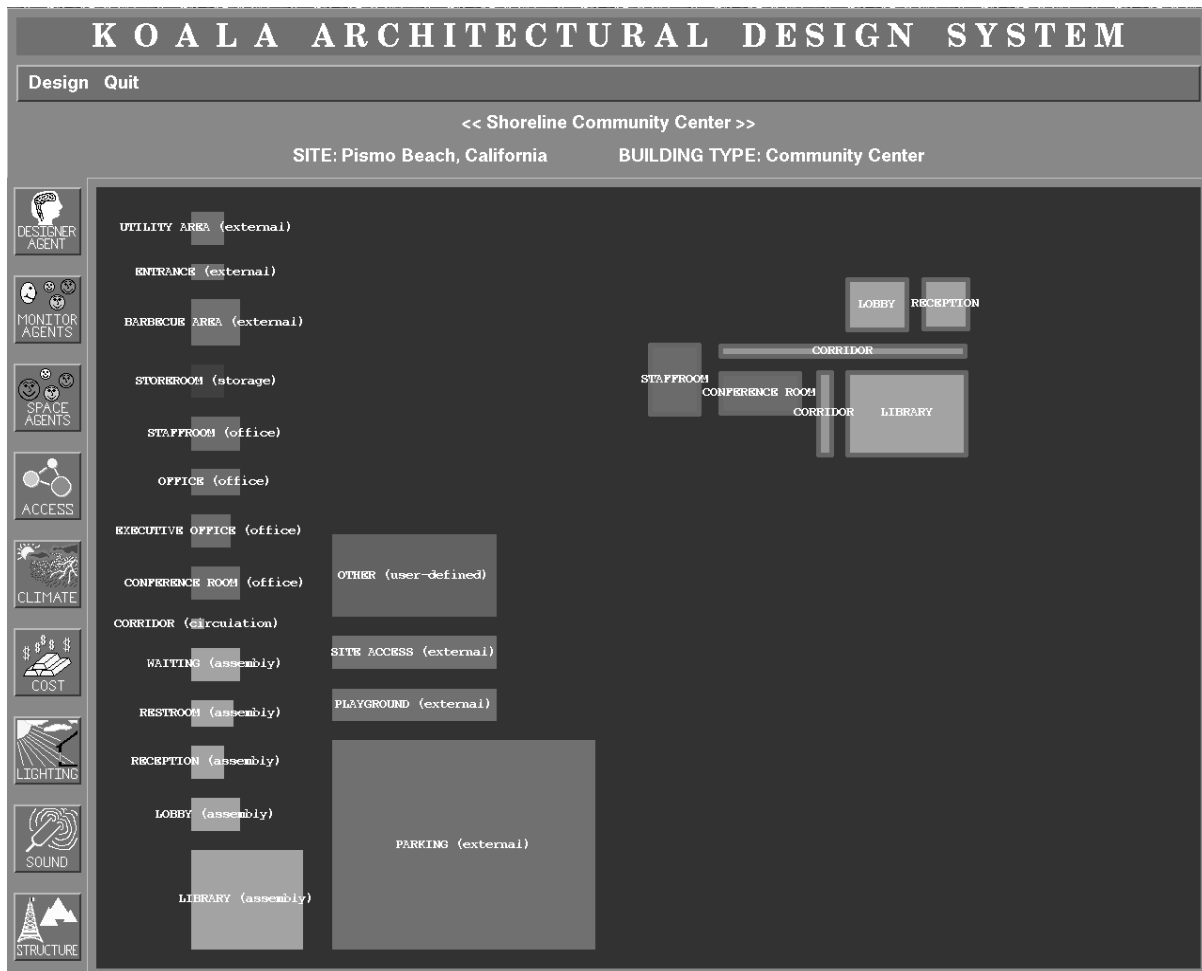 KOALA ARCHITECTURAL DESIGN SYSTEM
Design Quit
<< Shoreline Community Center >>
SITE: Pismo Beach, California BUILDING TYPE: Community Center
DESIGNER
AGENT
MONITOR
AGENTS
SPACE
AGENTS
ACCESS
CLIMATE
$ $ $ $ $
COST
LIGHTING
SOUND
STRUCTURE
UTILITY AREA (external)
ENTRANCE (external)
BARBECUE AREA (external)
STOREROOM (storage)
STAFFROOM (office)
OFFICE (office)
EXECUTIVE OFFICE (office)
CONFERENCE ROOM (office)
CORRIDOR (circulation)
WAITING (assembly)
RESTROOM (assembly)
RECEPTION (assembly)
LOBBY (assembly)
LIBRARY (assembly)
OTHER (user-defined)
SITE ACCESS (external)
PLAYGROUND (external)
PARKING (external)
LOBBY
RECEPTION
CORRIDOR
STAFFROOM
CONFERENCE ROOM
CORRIDOR
LIBRARY